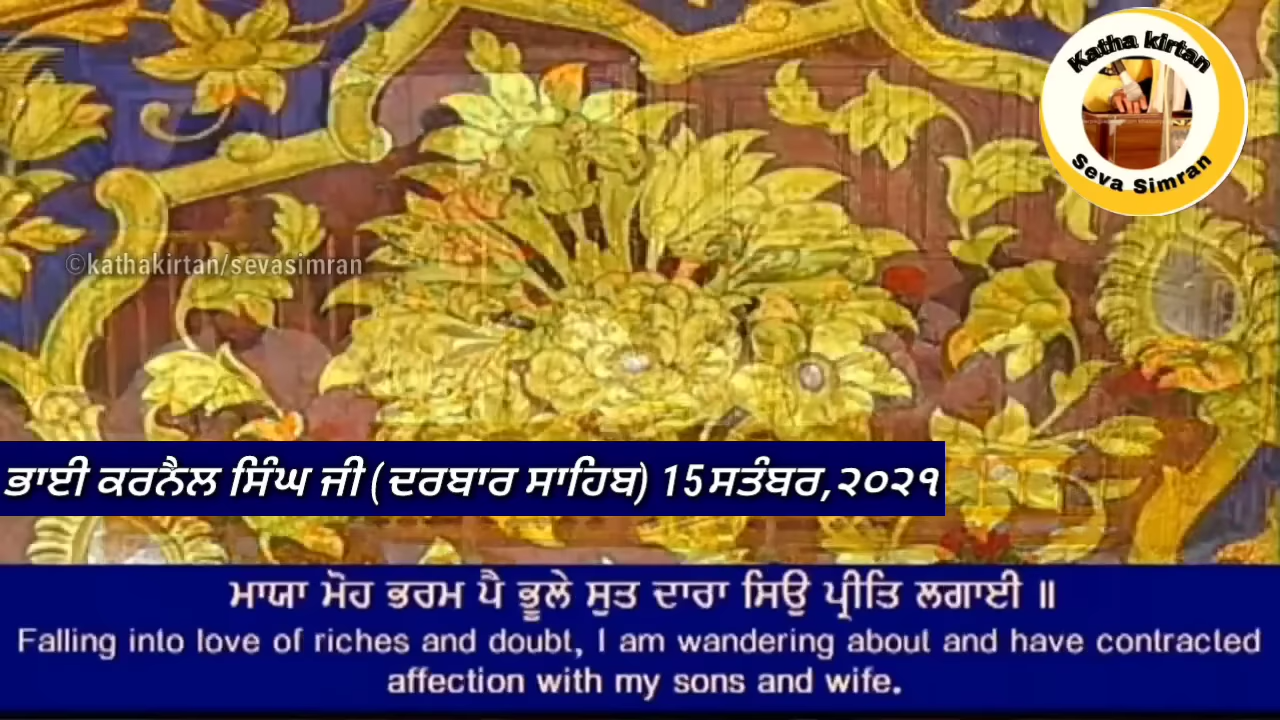 Katha kirtan
Seva Simran
©kathakirtan/sevasimran
ਭਾਈ ਕਰਨੈਲ ਸਿੰਘ ਜੀ (ਦਰਬਾਰ ਸਾਹਿਬ) 15 ਸਤੰਬਰ,੨੦੨੧
ਮਾਯਾ ਮੋਹ ਭਰਮ ਪੈ ਭੂਲੇ ਸੁਤ ਦਾਰਾ ਸਿਉ ਪ੍ਰੀਤਿ ਲਗਾਈ ॥
Falling into love of riches and doubt, I am wandering about and have contracted
affection with my sons and wife.